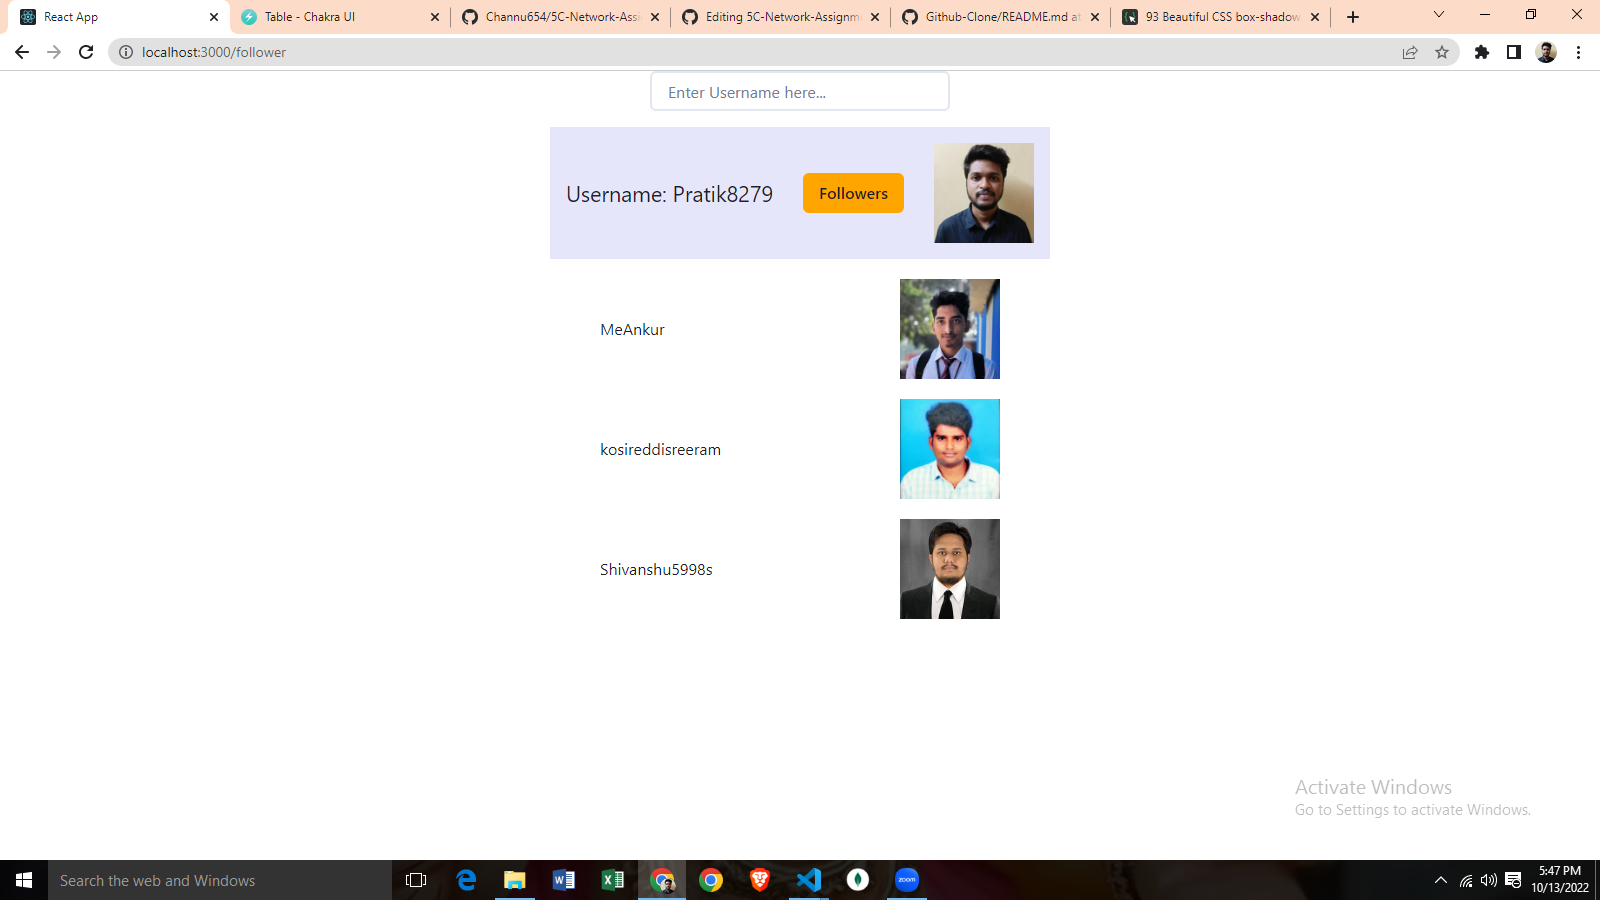 React App
Table - Chakra UI
Channu654/5C-Network-Assi
Editing 5C-Network-Assignm
Github-Clone/README.md at
93 Beautiful CSS box-shadow
localhost:3000/follower
Enter Username here...
Username: Pratik8279
Followers
MeAnkur
kosireddisreeram
Shivanshu5998s
Activate Windows
Go to Settings to activate Windows.
Search the web and Windows
zoom
5:47 PM
10/13/2022